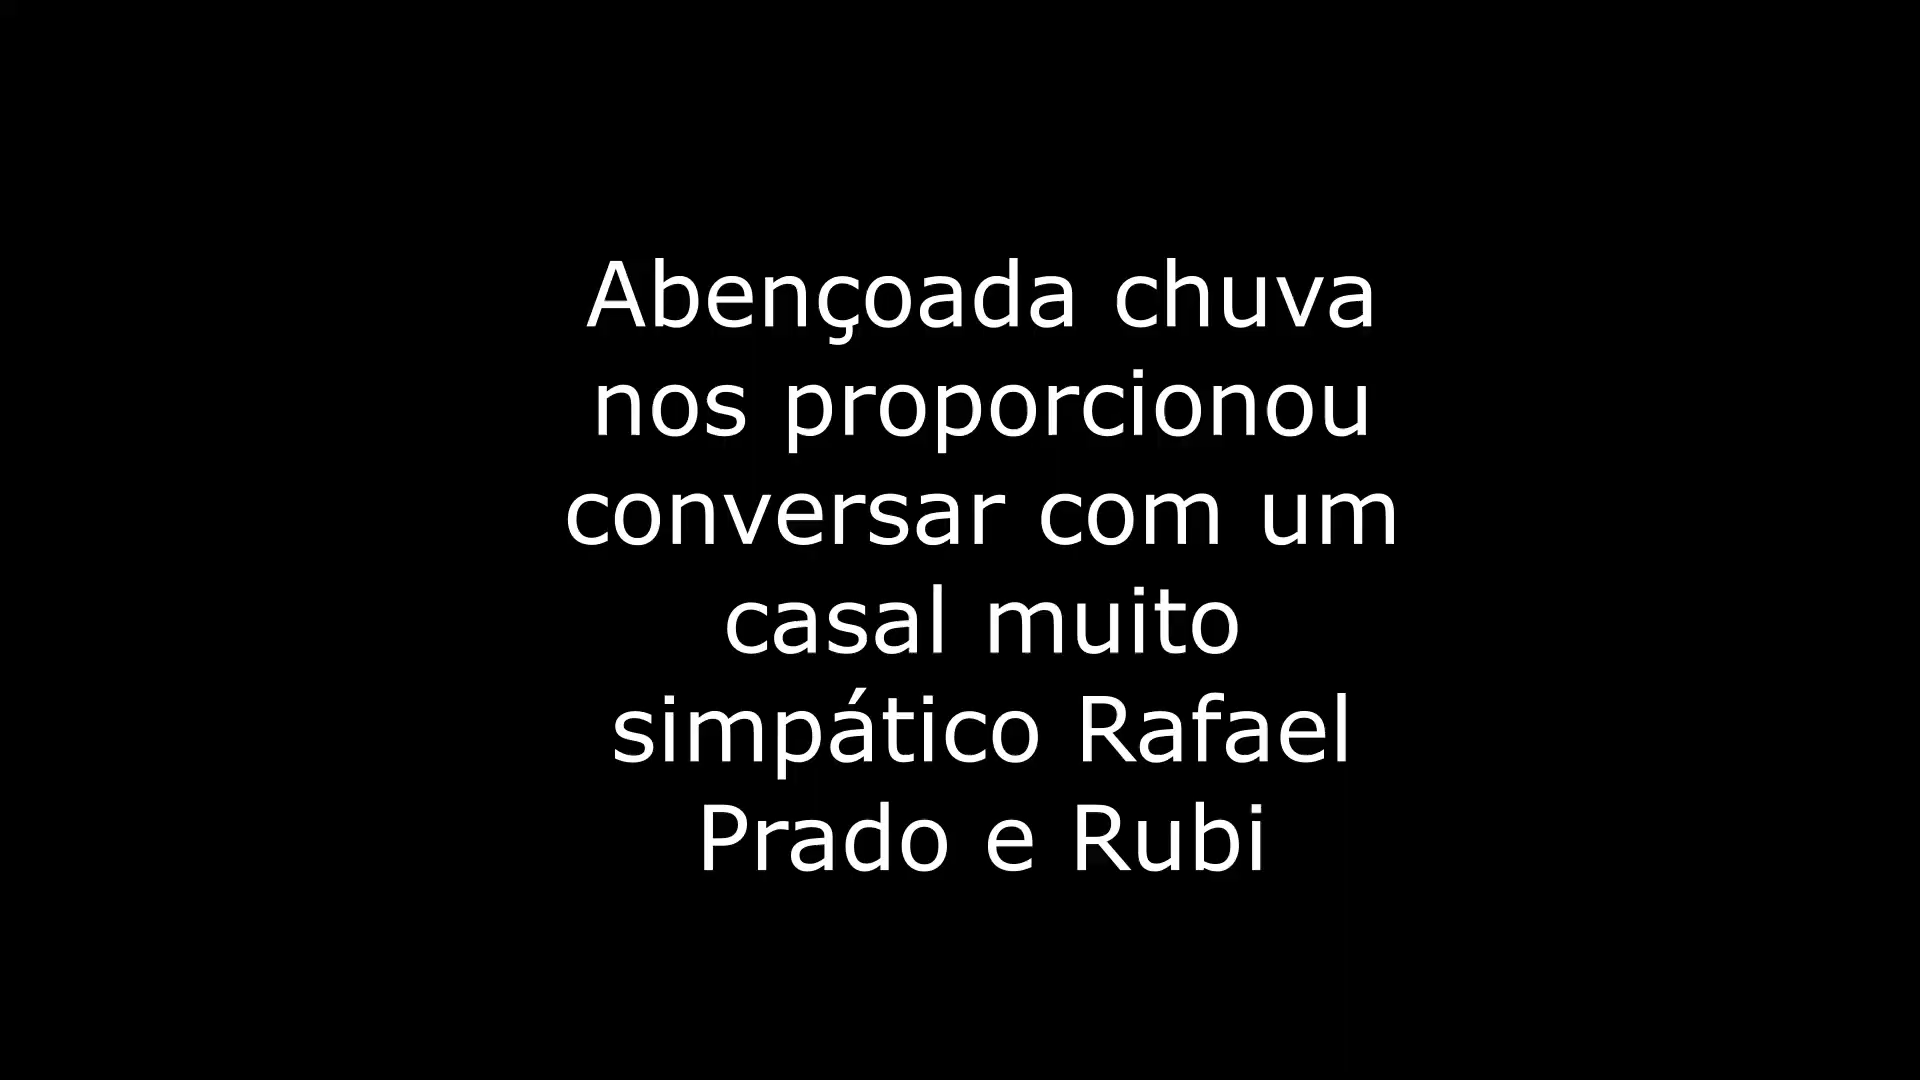 Abençoada chuva
nos proporcionou
conversar com um
casal muito
simpático Rafael
Prado e Rubi